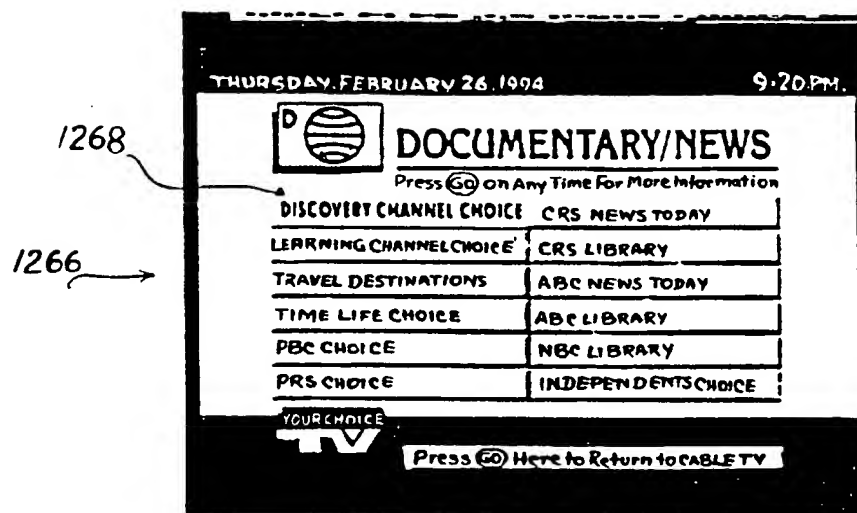 THURSDAY, FEBRUARY 26, 1994 9:20 P.M.
1268
D
DOCUMENTARY/NEWS
Press GO on Any Time For More Information
DISCOVERY CHANNEL CHOICE CRS NEWS TODAY
LEARNING CHANNEL CHOICE CRS LIBRARY
1266
TRAVEL DESTINATIONS ABC NEWS TODAY
TIME LIFE CHOICE ABC LIBRARY
PBC CHOICE NBC LIBRARY
PRS CHOICE INDEPENDENTS CHOICE
YOUR CHOICE
TV
Press GO Here to Return to CABLE TV